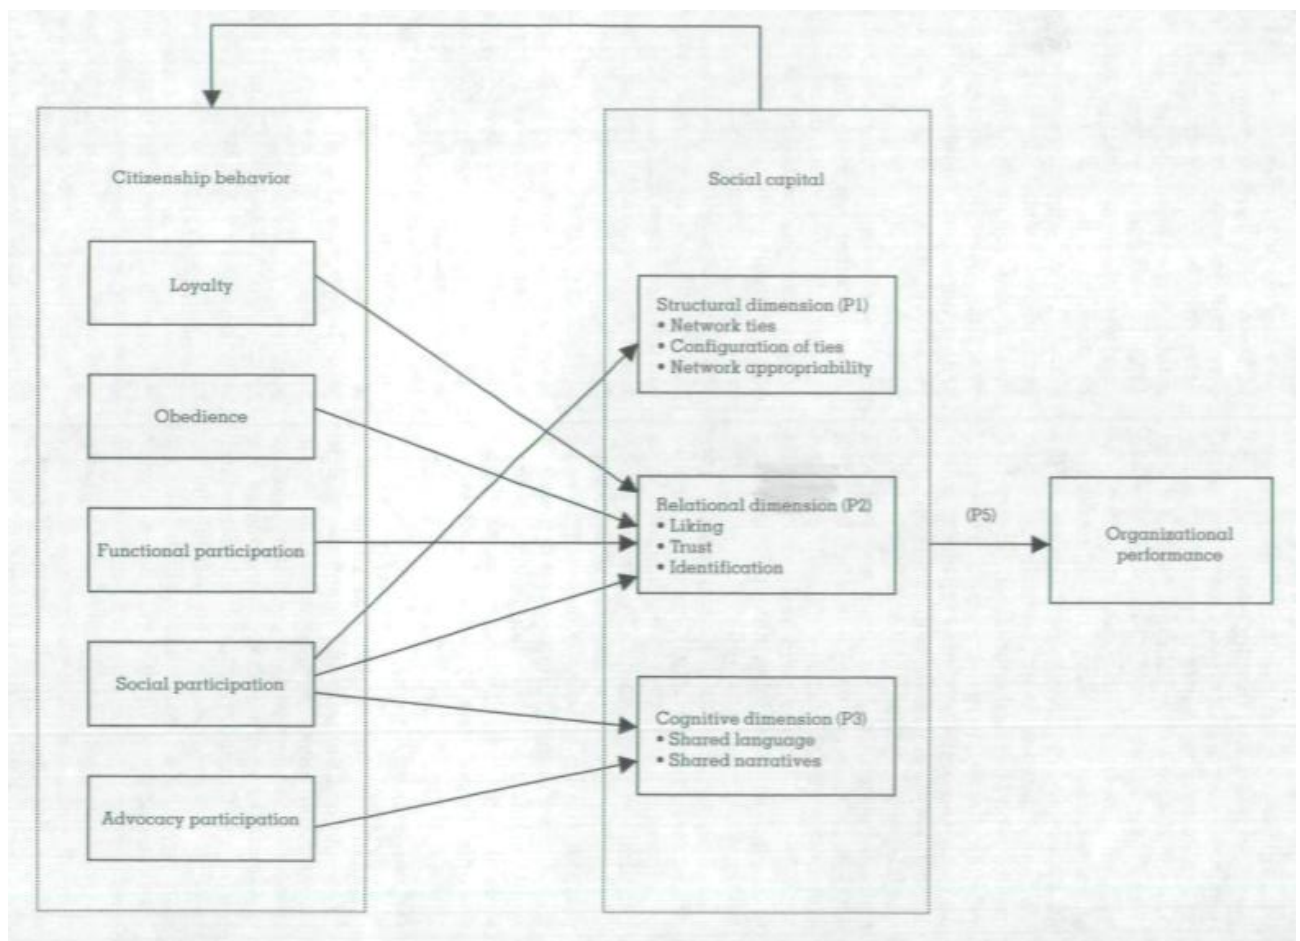 Citizenship behavior
Loyalty
Obedience
Functional participation
Social participation
Advocacy participation
Social capital
Structural dimension (P1)
• Network ties
• Configuration of ties
• Network appropriability
Relational dimension (P2)
• Liking
• Trust
• Identification
Cognitive dimension (P3)
• Shared language
• Shared narratives
(P5)
Organizational
performance